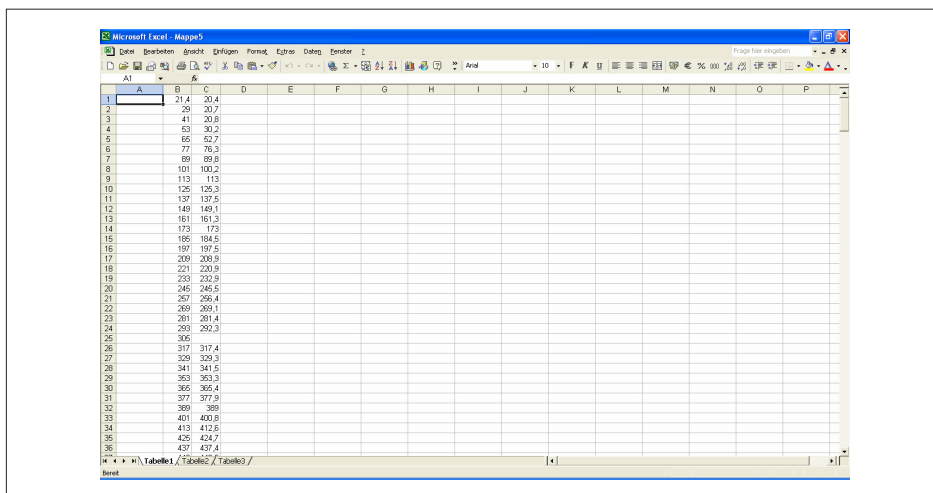 Microsoft Excel - Mappe5
Datei Bearbeiten Ansicht Einfügen Format Extras Daten Fenster ? Frage hier eingeben
Arial 10 F K U
A1 fx
A B C D E F G H I J K L M N O P
1 21,4 20,4
2 29 20,7
3 41 20,8
4 53 30,2
5 65 52,7
6 77 76,3
7 89 89,8
8 101 100,2
9 113 113
10 125 125,3
11 137 137,5
12 149 149,1
13 161 161,3
14 173 173
15 185 184,5
16 197 197,5
17 209 208,9
18 221 220,9
19 233 232,9
20 245 245,5
21 257 256,4
22 269 269,1
23 281 281,4
24 293 292,3
25 305
26 317 317,4
27 329 329,3
28 341 341,5
29 353 353,3
30 365 365,4
31 377 377,9
32 389 389
33 401 400,8
34 413 412,6
35 425 424,7
36 437 437,4
Tabelle1 / Tabelle2 / Tabelle3 /
Bereit